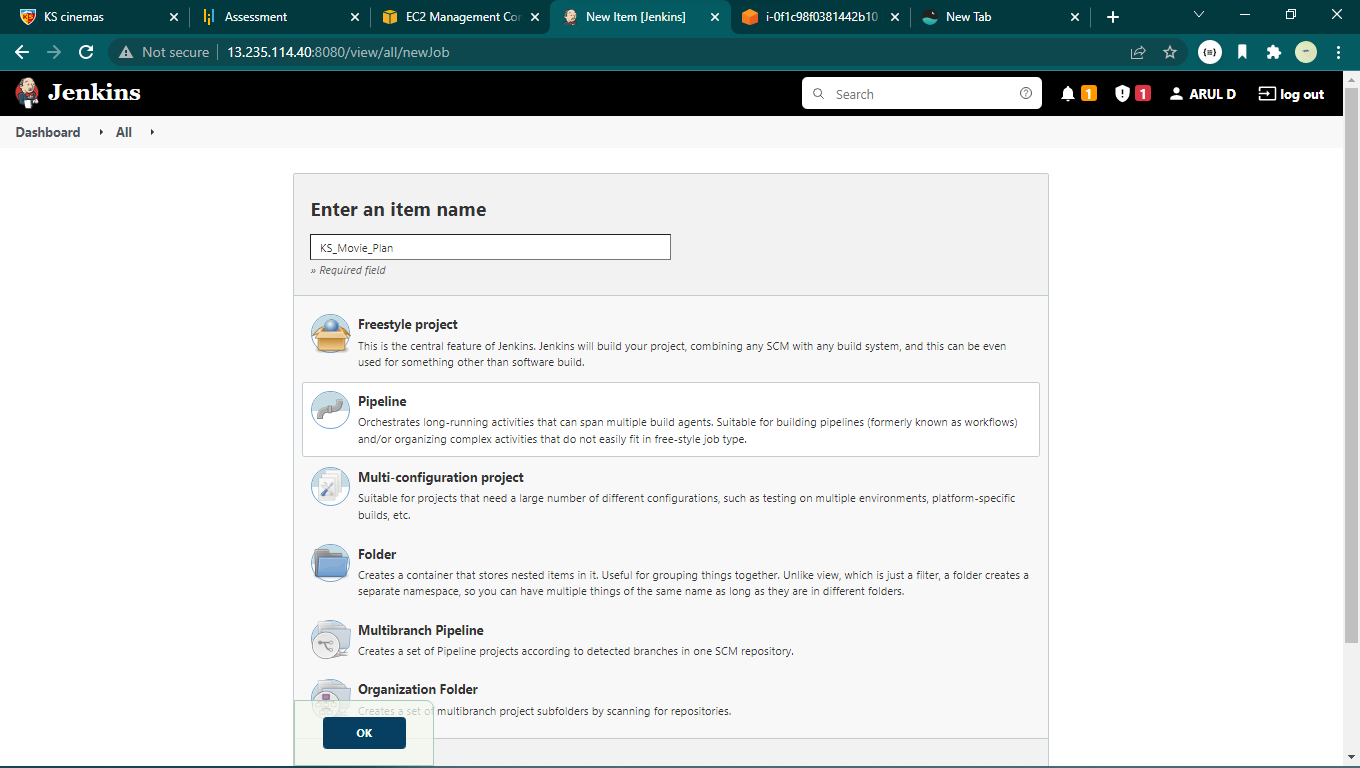 KS cinemas
Assessment
EC2 Management Co
New Item [Jenkins]
i-0f1c98f0381442b10
New Tab
Not secure
13.235.114.40:8080/view/all/newJob
Jenkins
Search
1
1
ARUL D
log out
Dashboard
All
Enter an item name
KS_Movie_Plan
» Required field
Freestyle project
This is the central feature of Jenkins. Jenkins will build your project, combining any SCM with any build system, and this can be even
used for something other than software build.
Pipeline
Orchestrates long-running activities that can span multiple build agents. Suitable for building pipelines (formerly known as workflows)
and/or organizing complex activities that do not easily fit in free-style job type.
Multi-configuration project
Suitable for projects that need a large number of different configurations, such as testing on multiple environments, platform-specific
builds, etc.
Folder
Creates a container that stores nested items in it. Useful for grouping things together. Unlike view, which is just a filter, a folder creates a
separate namespace, so you can have multiple things of the same name as long as they are in different folders.
Multibranch Pipeline
Creates a set of Pipeline projects according to detected branches in one SCM repository.
Organization Folder
Creates a set of multibranch project subfolders by scanning for repositories.
OK